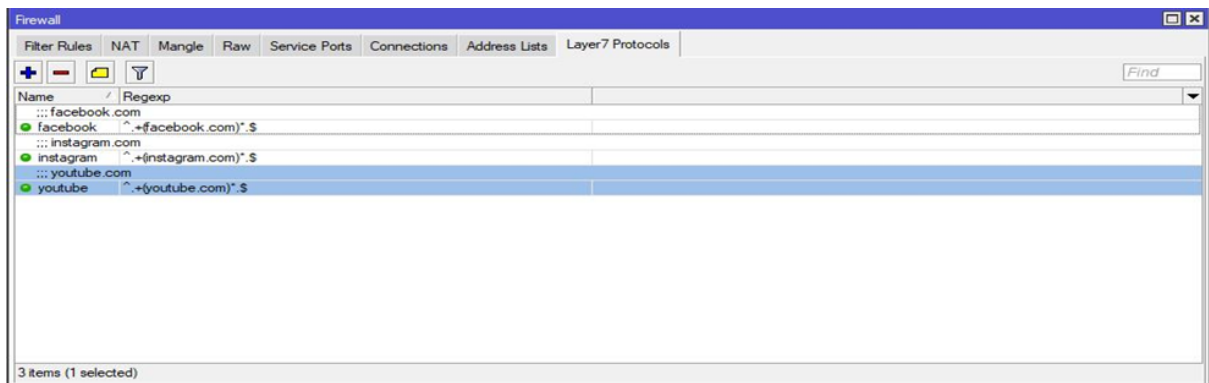 Firewall
Filter Rules NAT Mangle Raw Service Ports Connections Address Lists Layer7 Protocols
Find
Name / Regexp
::: facebook.com
facebook ^.+(facebook.com)*.$
::: instagram.com
instagram ^.+(instagram.com)*.$
::: youtube.com
youtube ^.+(youtube.com)*.$
3 items (1 selected)